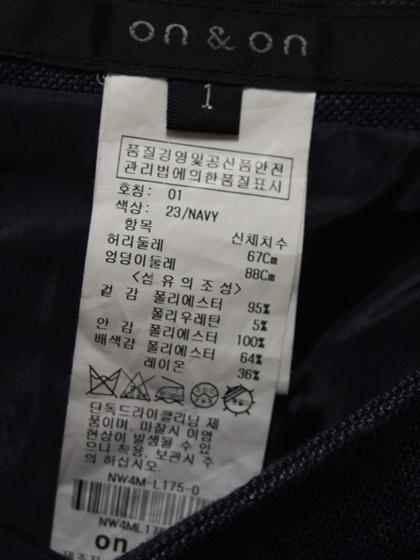 on & on
1
품질경영및공산품안전
관리법에의한품질표시
호칭: 01
색상: 23/NAVY
항목 신체치수
허리둘레 67Cm
엉덩이둘레 88Cm
<섬유의조성>
겉 감 폴리에스터 95%
폴리우레탄 5%
안 감 폴리에스터 100%
배색감 폴리에스터 64%
레이온 36%
단독드라이클리닝 제
품이며, 마찰시 이염
현상이 발생될 수 있
으니 착용, 보관시 주
의 하십시오.
NW4M-L175-0
NW4ML17
on